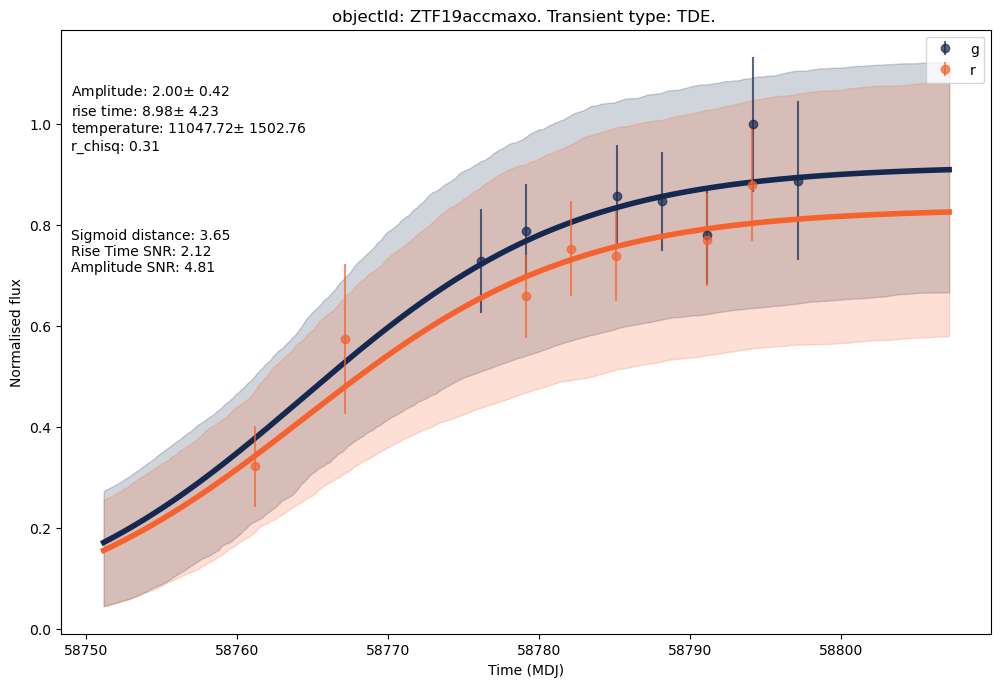 objectId: ZTF19accmaxo. Transient type: TDE.
g
r
Amplitude: 2.00± 0.42
rise time: 8.98± 4.23
temperature: 11047.72± 1502.76
r_chisq: 0.31
Sigmoid distance: 3.65
Rise Time SNR: 2.12
Amplitude SNR: 4.81
Normalised flux
1.0
0.8
0.6
0.4
0.2
0.0
58750 58760 58770 58780 58790 58800
Time (MDJ)